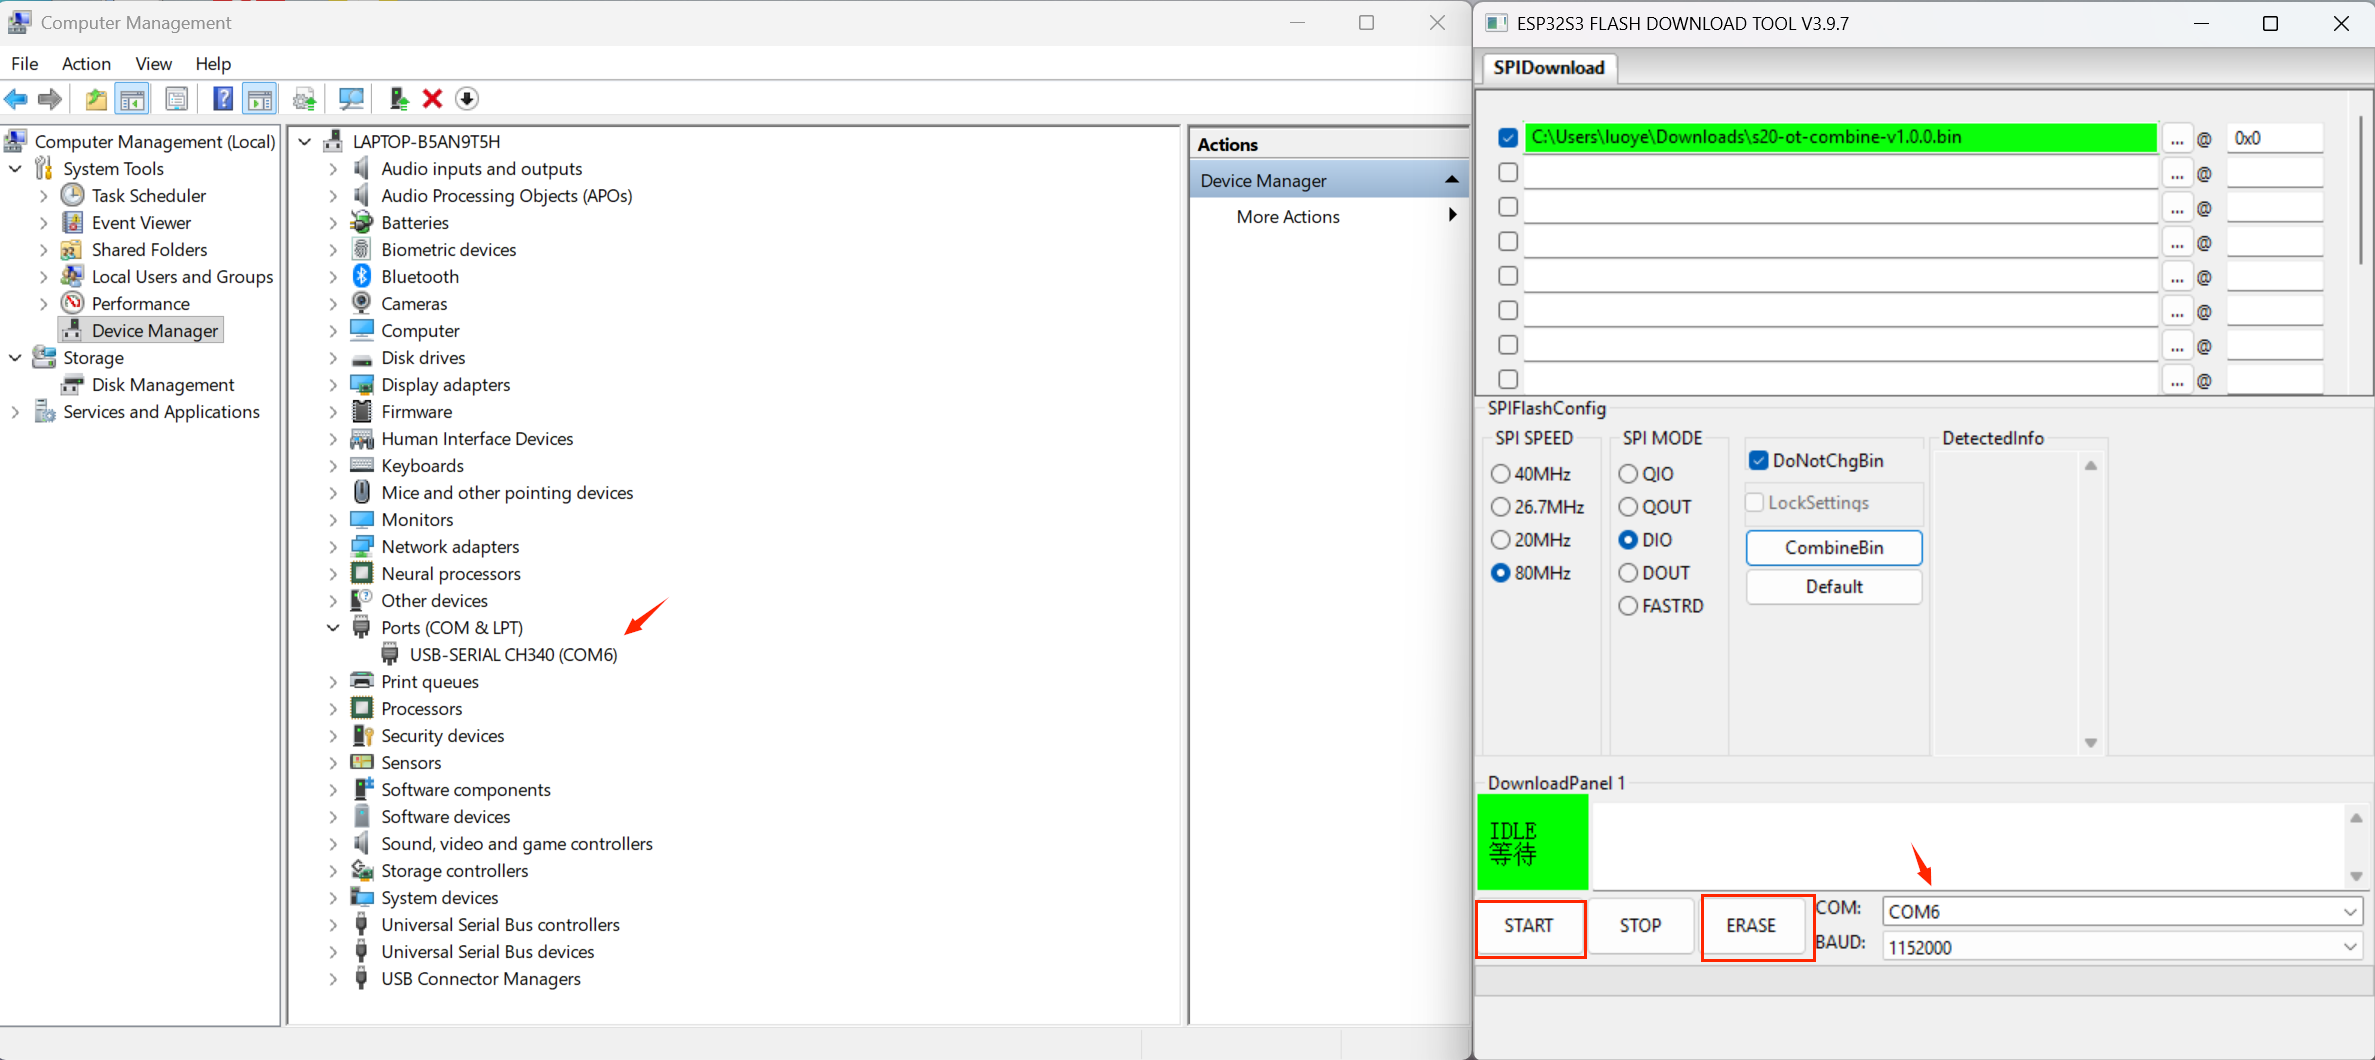 Computer Management
File Action View Help
Computer Management (Local)
System Tools
Task Scheduler
Event Viewer
Shared Folders
Local Users and Groups
Performance
Device Manager
Storage
Disk Management
Services and Applications
LAPTOP-B5AN9T5H
Audio inputs and outputs
Audio Processing Objects (APOs)
Batteries
Biometric devices
Bluetooth
Cameras
Computer
Disk drives
Display adapters
Firmware
Human Interface Devices
Keyboards
Mice and other pointing devices
Monitors
Network adapters
Neural processors
Other devices
Ports (COM & LPT)
USB-SERIAL CH340 (COM6)
Print queues
Processors
Security devices
Sensors
Software components
Software devices
Sound, video and game controllers
Storage controllers
System devices
Universal Serial Bus controllers
Universal Serial Bus devices
USB Connector Managers
Actions
Device Manager
More Actions
ESP32S3 FLASH DOWNLOAD TOOL V3.9.7
SPIDownload
C:\Users\luoye\Downloads\s20-ot-combine-v1.0.0.bin ... @ 0x0
... @
... @
... @
... @
... @
... @
... @
SPIFlashConfig
SPI SPEED
40MHz
26.7MHz
20MHz
80MHz
SPI MODE
QIO
QOUT
DIO
DOUT
FASTRD
DoNotChgBin
LockSettings
CombineBin
Default
DetectedInfo
DownloadPanel 1
IDLE
等待
START STOP ERASE
COM: COM6
BAUD: 1152000